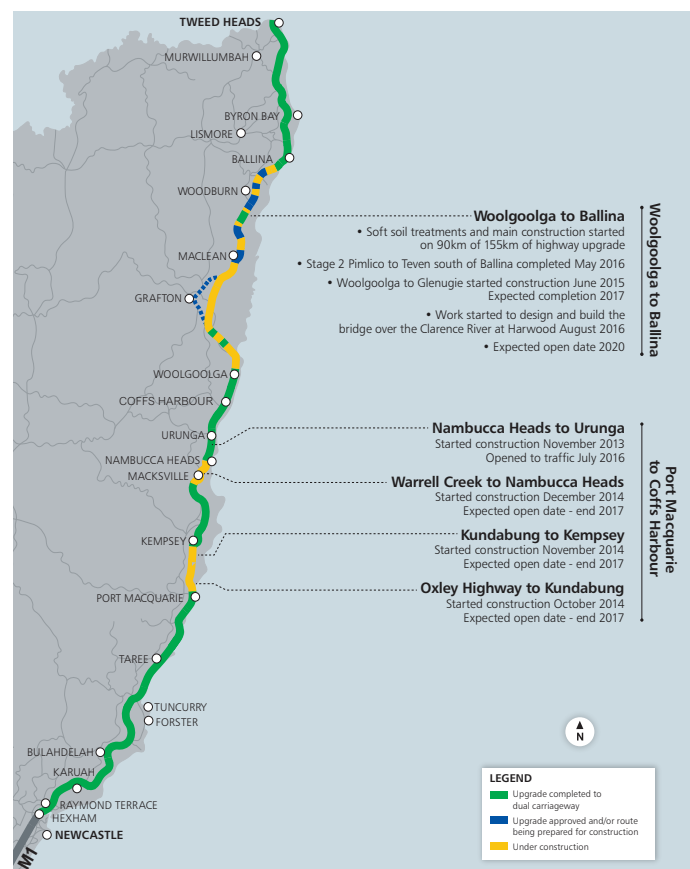 TWEED HEADS
MURWILLUMBAH
BYRON BAY
LISMORE
BALLINA
WOODBURN
MACLEAN
GRAFTON
WOOLGOOLGA
COFFS HARBOUR
URUNGA
NAMBUCCA HEADS
MACKSVILLE
KEMPSEY
PORT MACQUARIE
TAREE
TUNCURRY
FORSTER
BULAHDELAH
KARUAH
RAYMOND TERRACE
HEXHAM
NEWCASTLE
M1
Woolgoolga to Ballina
• Soft soil treatments and main construction started
on 90km of 155km of highway upgrade
• Stage 2 Pimlico to Teven south of Ballina completed May 2016
• Woolgoolga to Glenugie started construction June 2015
Expected completion 2017
• Work started to design and build the
bridge over the Clarence River at Harwood August 2016
• Expected open date 2020
Woolgoolga to Ballina
Nambucca Heads to Urunga
Started construction November 2013
Opened to traffic July 2016
Warrell Creek to Nambucca Heads
Started construction December 2014
Expected open date - end 2017
Kundabung to Kempsey
Started construction November 2014
Expected open date - end 2017
Oxley Highway to Kundabung
Started construction October 2014
Expected open date - end 2017
Port Macquarie
to Coffs Harbour
N
LEGEND
Upgrade completed to
dual carriageway
Upgrade approved and/or route
being prepared for construction
Under construction